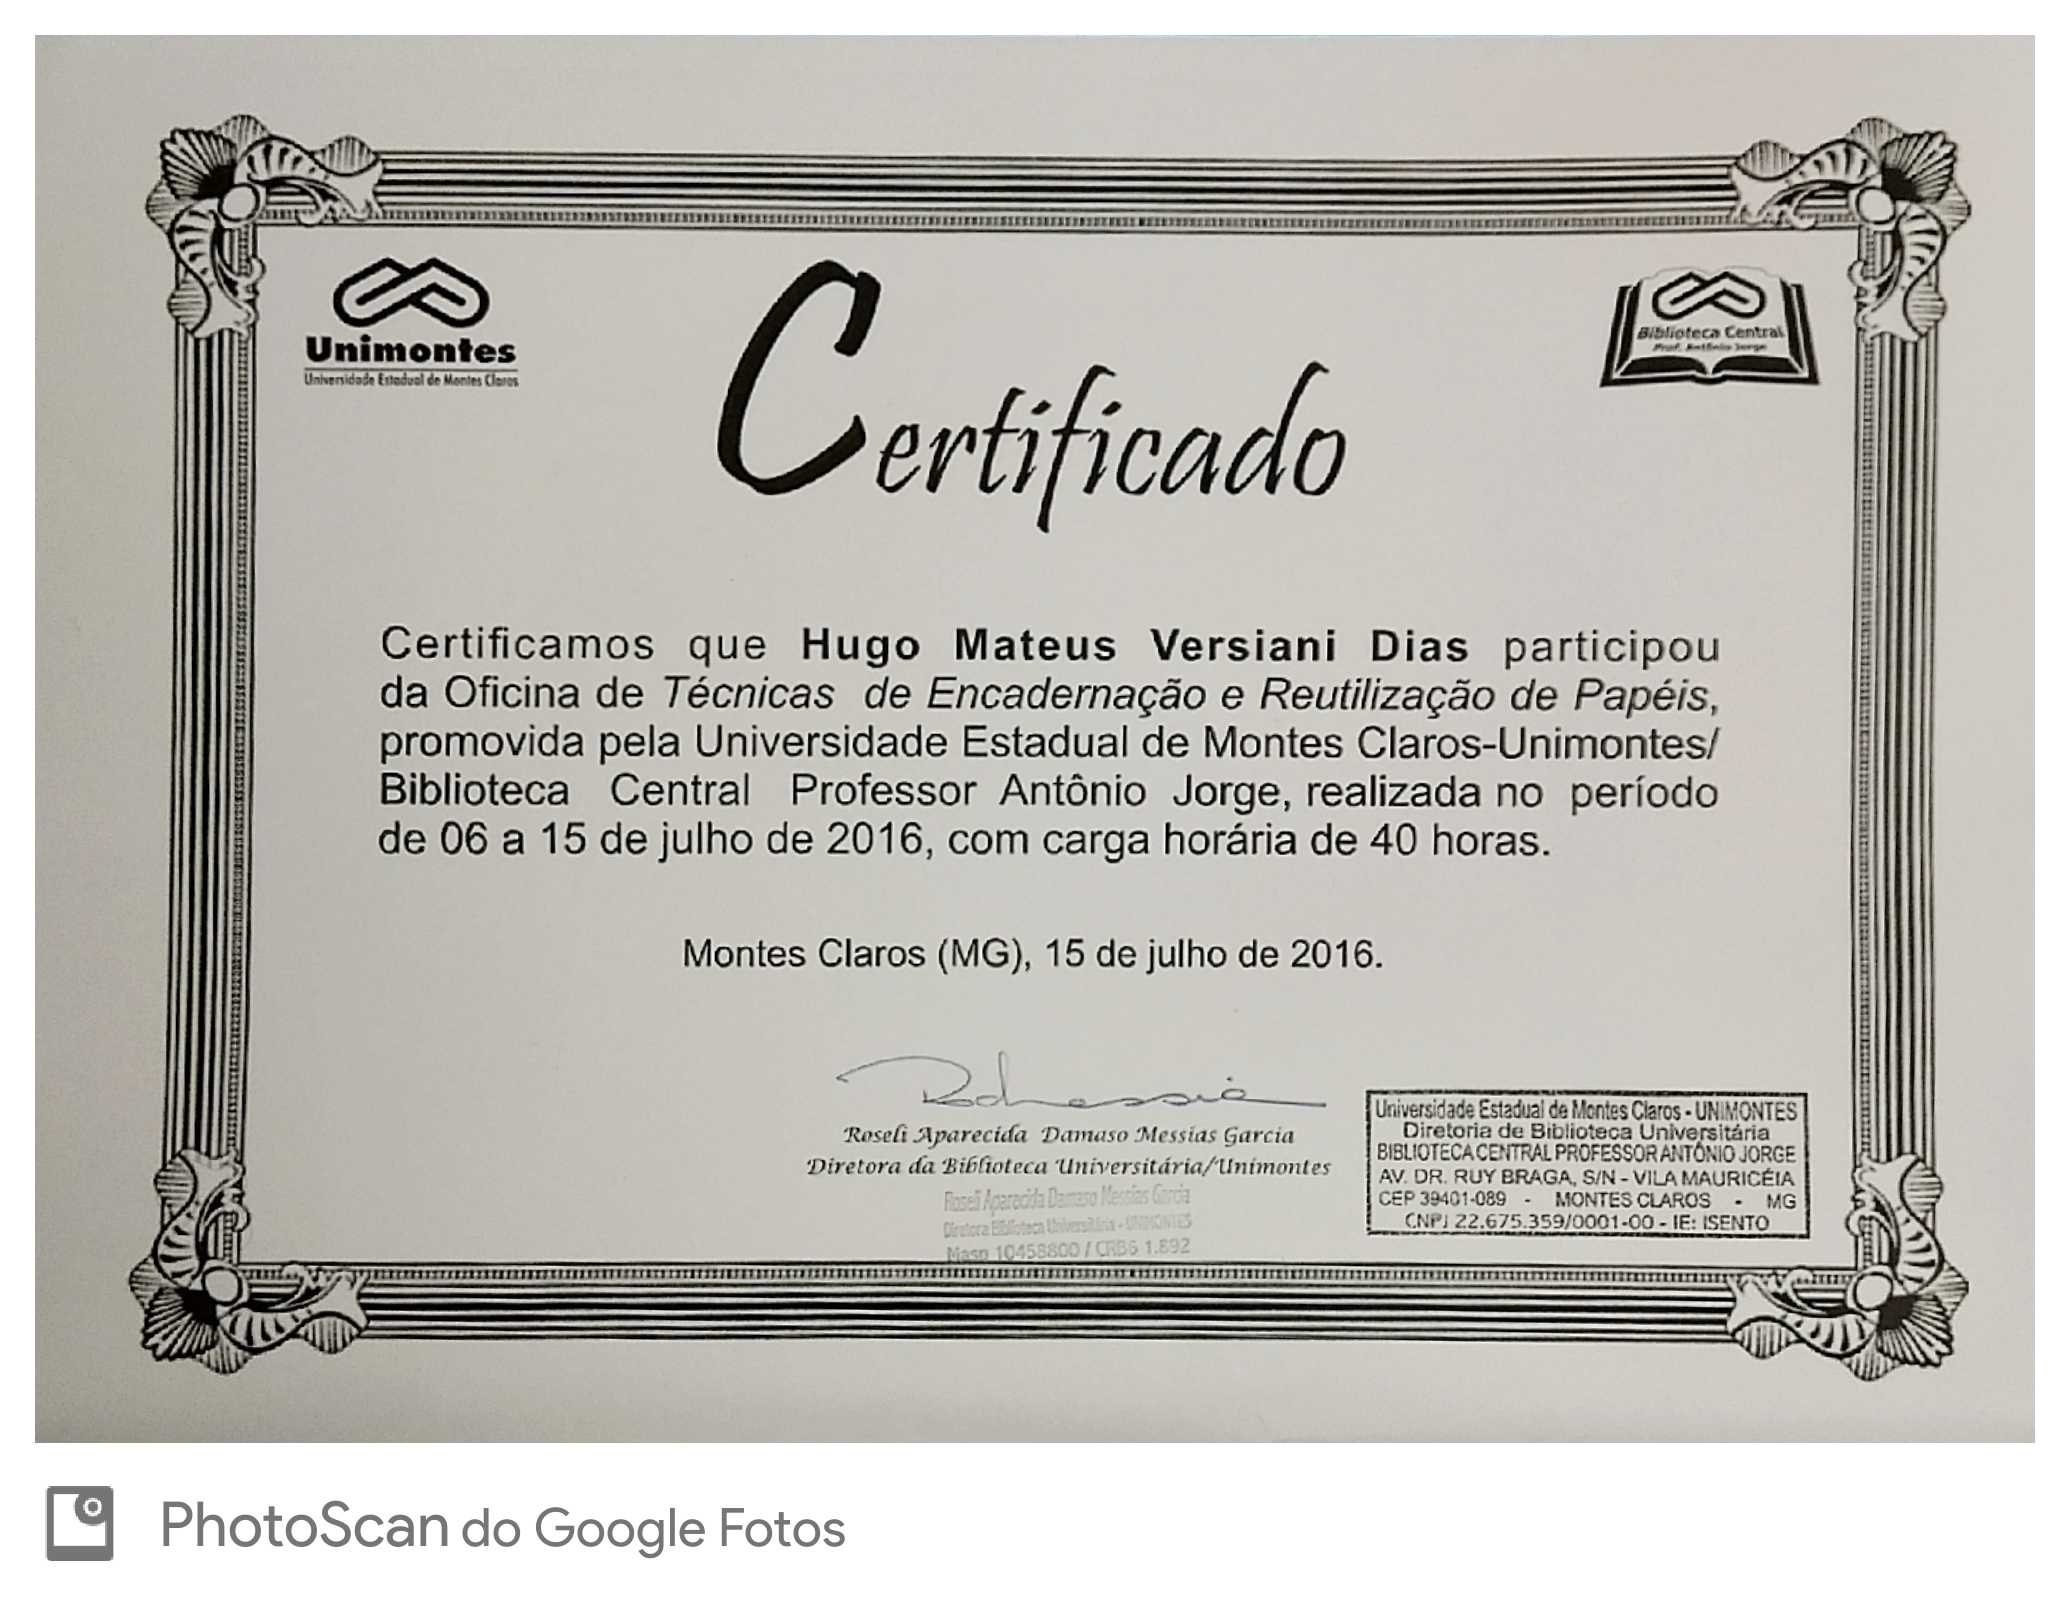 Unimontes
Universidade Estadual de Montes Claros
Biblioteca Central
Prof. Antônio Jorge
Certificado
Certificamos que Hugo Mateus Versiani Dias participou
da Oficina de Técnicas de Encadernação e Reutilização de Papéis,
promovida pela Universidade Estadual de Montes Claros-Unimontes/
Biblioteca Central Professor Antônio Jorge, realizada no período
de 06 a 15 de julho de 2016, com carga horária de 40 horas.
Montes Claros (MG), 15 de julho de 2016.
Roseli Aparecida Damaso Messias Garcia
Diretora da Biblioteca Universitária/Unimontes
Roseli Aparecida Damaso Messias Garcia
Diretora Biblioteca Universitária - UNIMONTES
Masp 10458800 / CRB6 1.892
Universidade Estadual de Montes Claros - UNIMONTES
Diretoria de Biblioteca Universitária
BIBLIOTECA CENTRAL PROFESSOR ANTÔNIO JORGE
AV. DR. RUY BRAGA, S/N - VILA MAURICÉIA
CEP 39401-089 - MONTES CLAROS - MG
CNPJ 22.675.359/0001-00 - IE: ISENTO
PhotoScan do Google Fotos